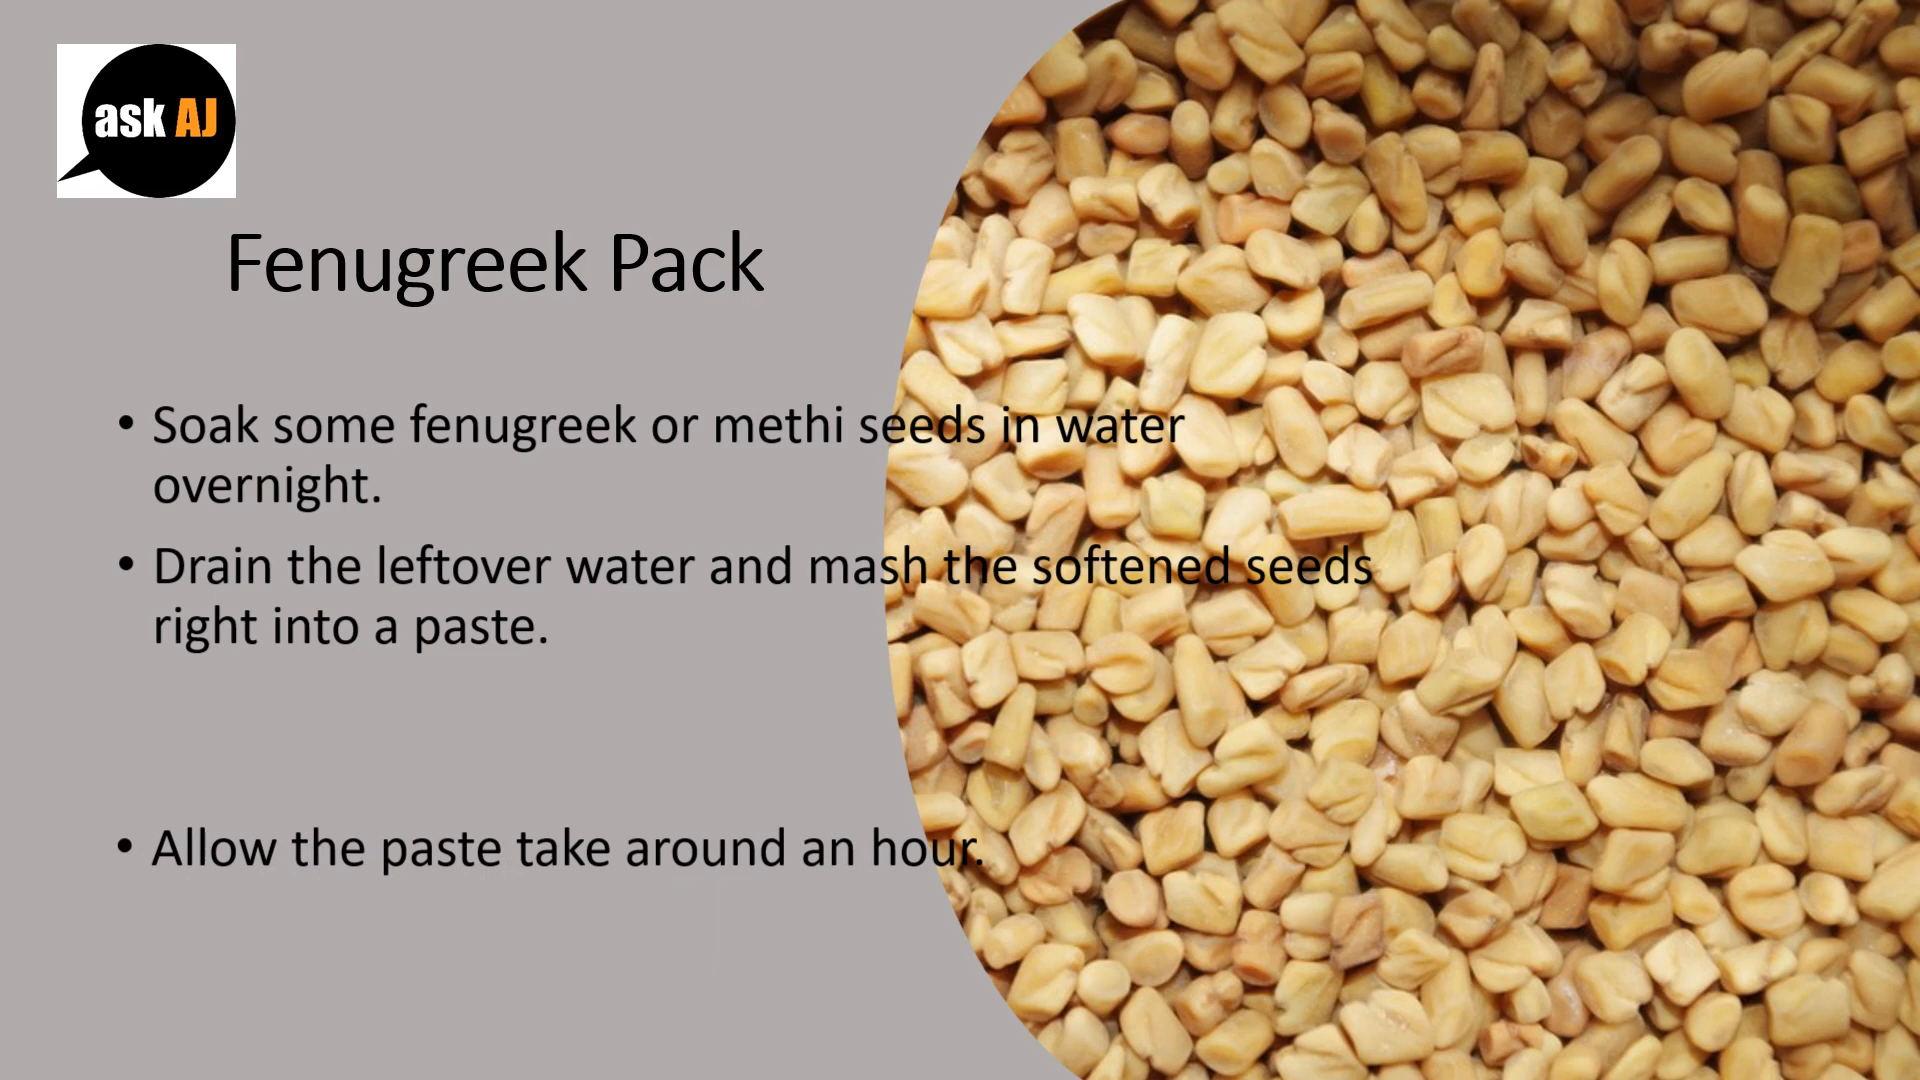 ask AJ
Fenugreek Pack
• Soak some fenugreek or methi seeds in water
overnight.
• Drain the leftover water and mash the softened seeds
right into a paste.
• Allow the paste take around an hour.